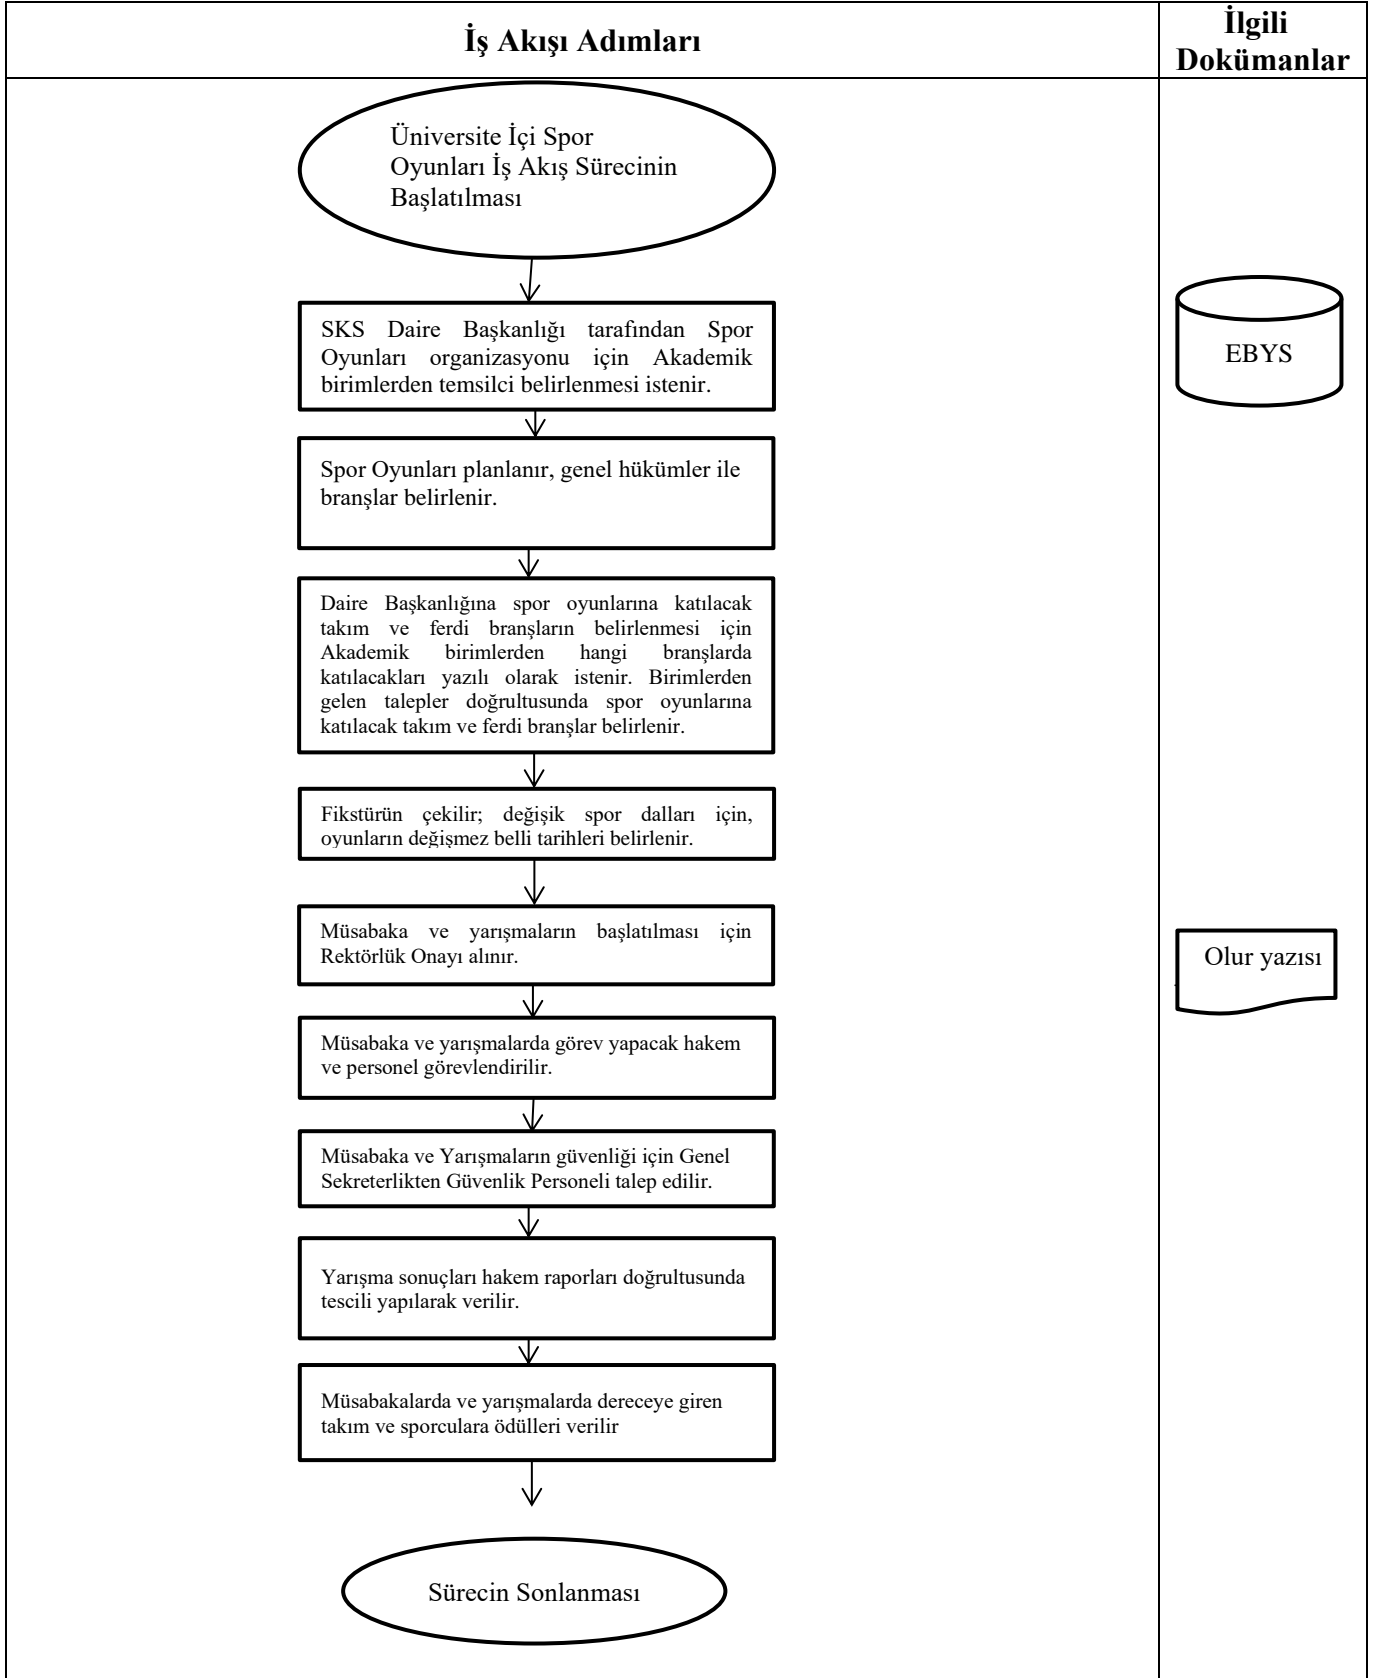 İş Akışı Adımları
İlgili
Dokümanlar
Üniversite İçi Spor
Oyunları İş Akış Sürecinin
Başlatılması
SKS Daire Başkanlığı tarafından Spor
Oyunları organizasyonu için Akademik
birimlerden temsilci belirlenmesi istenir.
EBYS
Spor Oyunları planlanır, genel hükümler ile
branşlar belirlenir.
Daire Başkanlığına spor oyunlarına katılacak
takım ve ferdi branşların belirlenmesi için
Akademik birimlerden hangi branşlarda
katılacakları yazılı olarak istenir. Birimlerden
gelen talepler doğrultusunda spor oyunlarına
katılacak takım ve ferdi branşlar belirlenir.
Fikstürün çekilir; değişik spor dalları için,
oyunların değişmez belli tarihleri belirlenir.
Müsabaka ve yarışmaların başlatılması için
Rektörlük Onayı alınır.
Olur yazısı
Müsabaka ve yarışmalarda görev yapacak hakem
ve personel görevlendirilir.
Müsabaka ve Yarışmaların güvenliği için Genel
Sekreterlikten Güvenlik Personeli talep edilir.
Yarışma sonuçları hakem raporları doğrultusunda
tescili yapılarak verilir.
Müsabakalarda ve yarışmalarda dereceye giren
takım ve sporculara ödülleri verilir
Sürecin Sonlanması